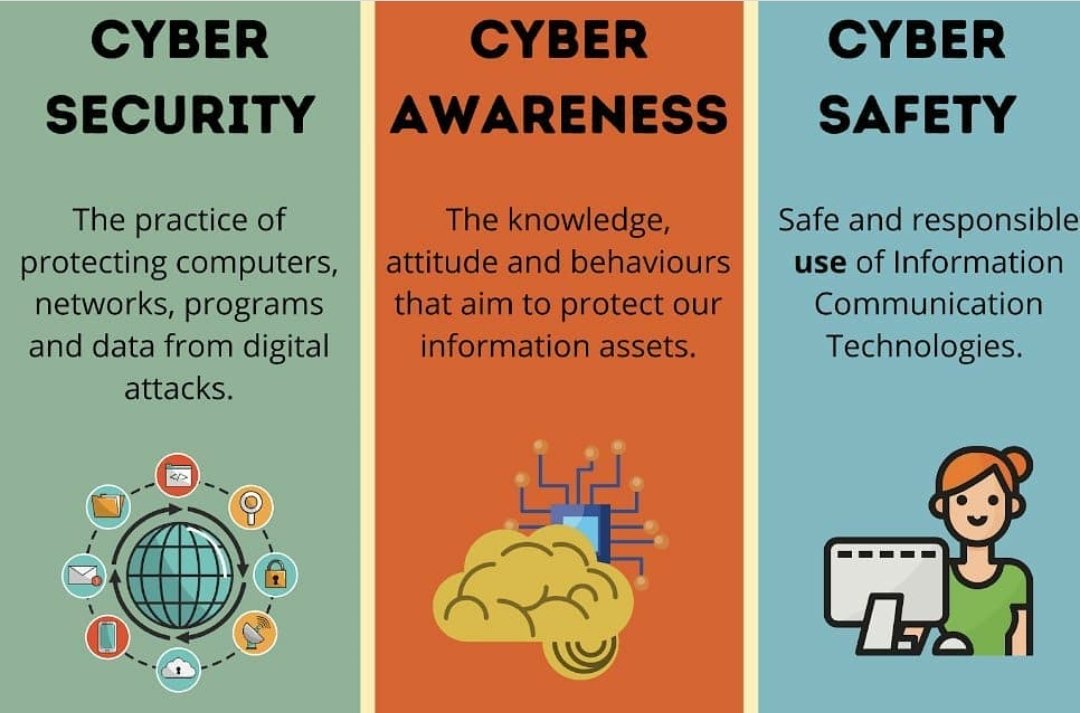 CYBER
SECURITY
The practice of
protecting computers,
networks, programs
and data from digital
attacks.
CYBER
AWARENESS
The knowledge,
attitude and behaviours
that aim to protect our
information assets.
CYBER
SAFETY
Safe and responsible
use of Information
Communication
Technologies.